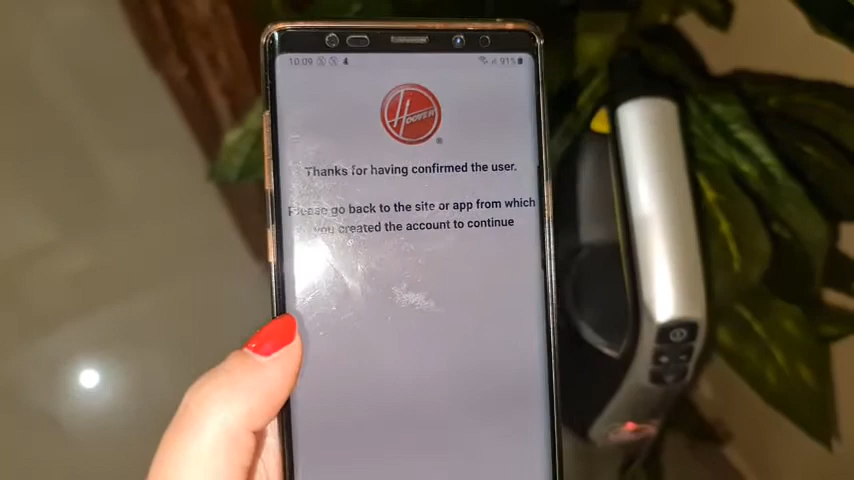 10:09
91%
HOOVER
Thanks for having confirmed the user.
Please go back to the site or app from which
you created the account to continue